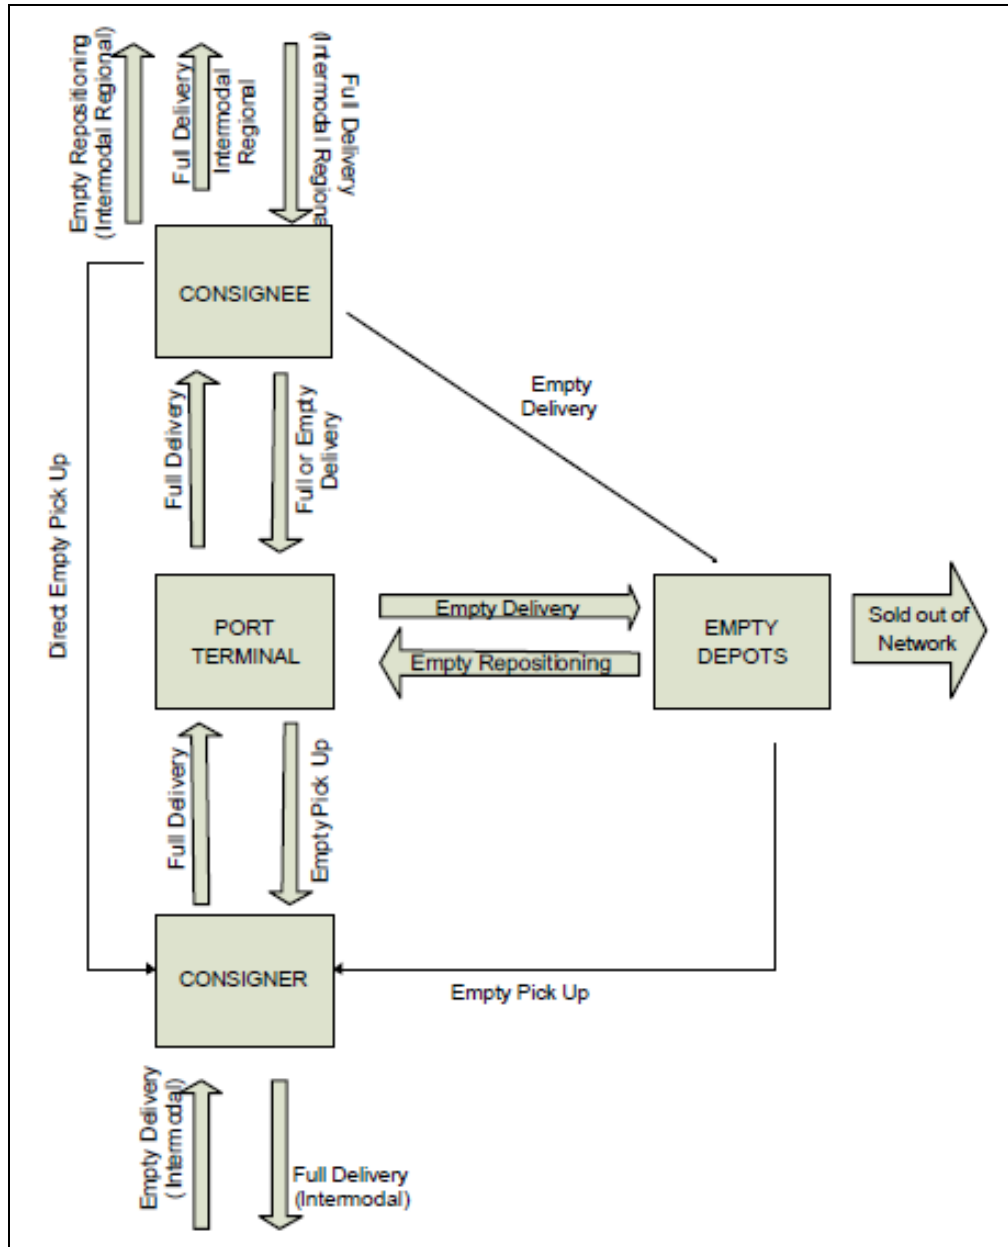 Empty Repositioning
(Intermodal Regional)
Full Delivery
Intermodal
Regional
Full Delivery
(Intermodal Regional
CONSIGNEE
Empty
Delivery
Full Delivery
Full or Empty
Delivery
Direct Empty Pick Up
PORT
TERMINAL
Empty Delivery
Empty Repositioning
EMPTY
DEPOTS
Sold out of
Network
Full Delivery
Empty Pick Up
CONSIGNER
Empty Pick Up
Empty Delivery
(Intermodal)
Full Delivery
(Intermodal)